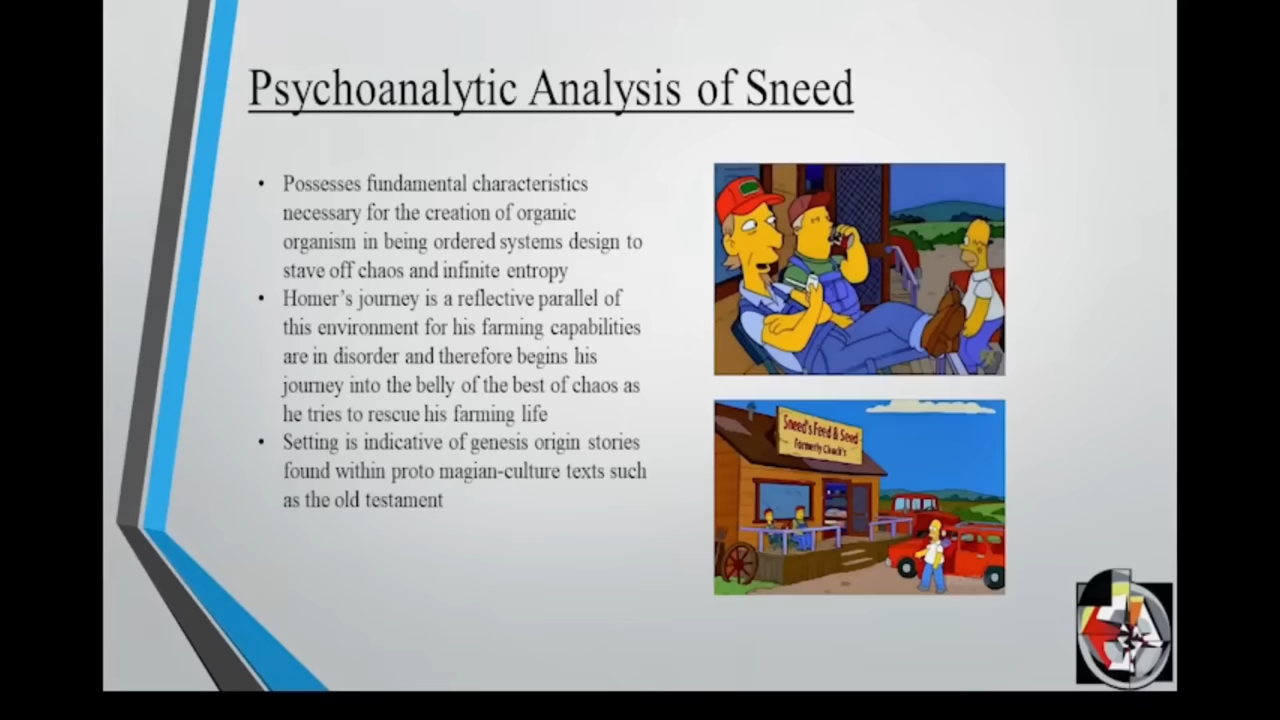 Psychoanalytic Analysis of Sneed
• Possesses fundamental characteristics
necessary for the creation of organic
organism in being ordered systems design to
stave off chaos and infinite entropy
• Homer's journey is a reflective parallel of
this environment for his farming capabilities
are in disorder and therefore begins his
journey into the belly of the best of chaos as
he tries to rescue his farming life
• Setting is indicative of genesis origin stories
found within proto magian-culture texts such
as the old testament
Sneed's Feed & Seed
Formerly Chuck's